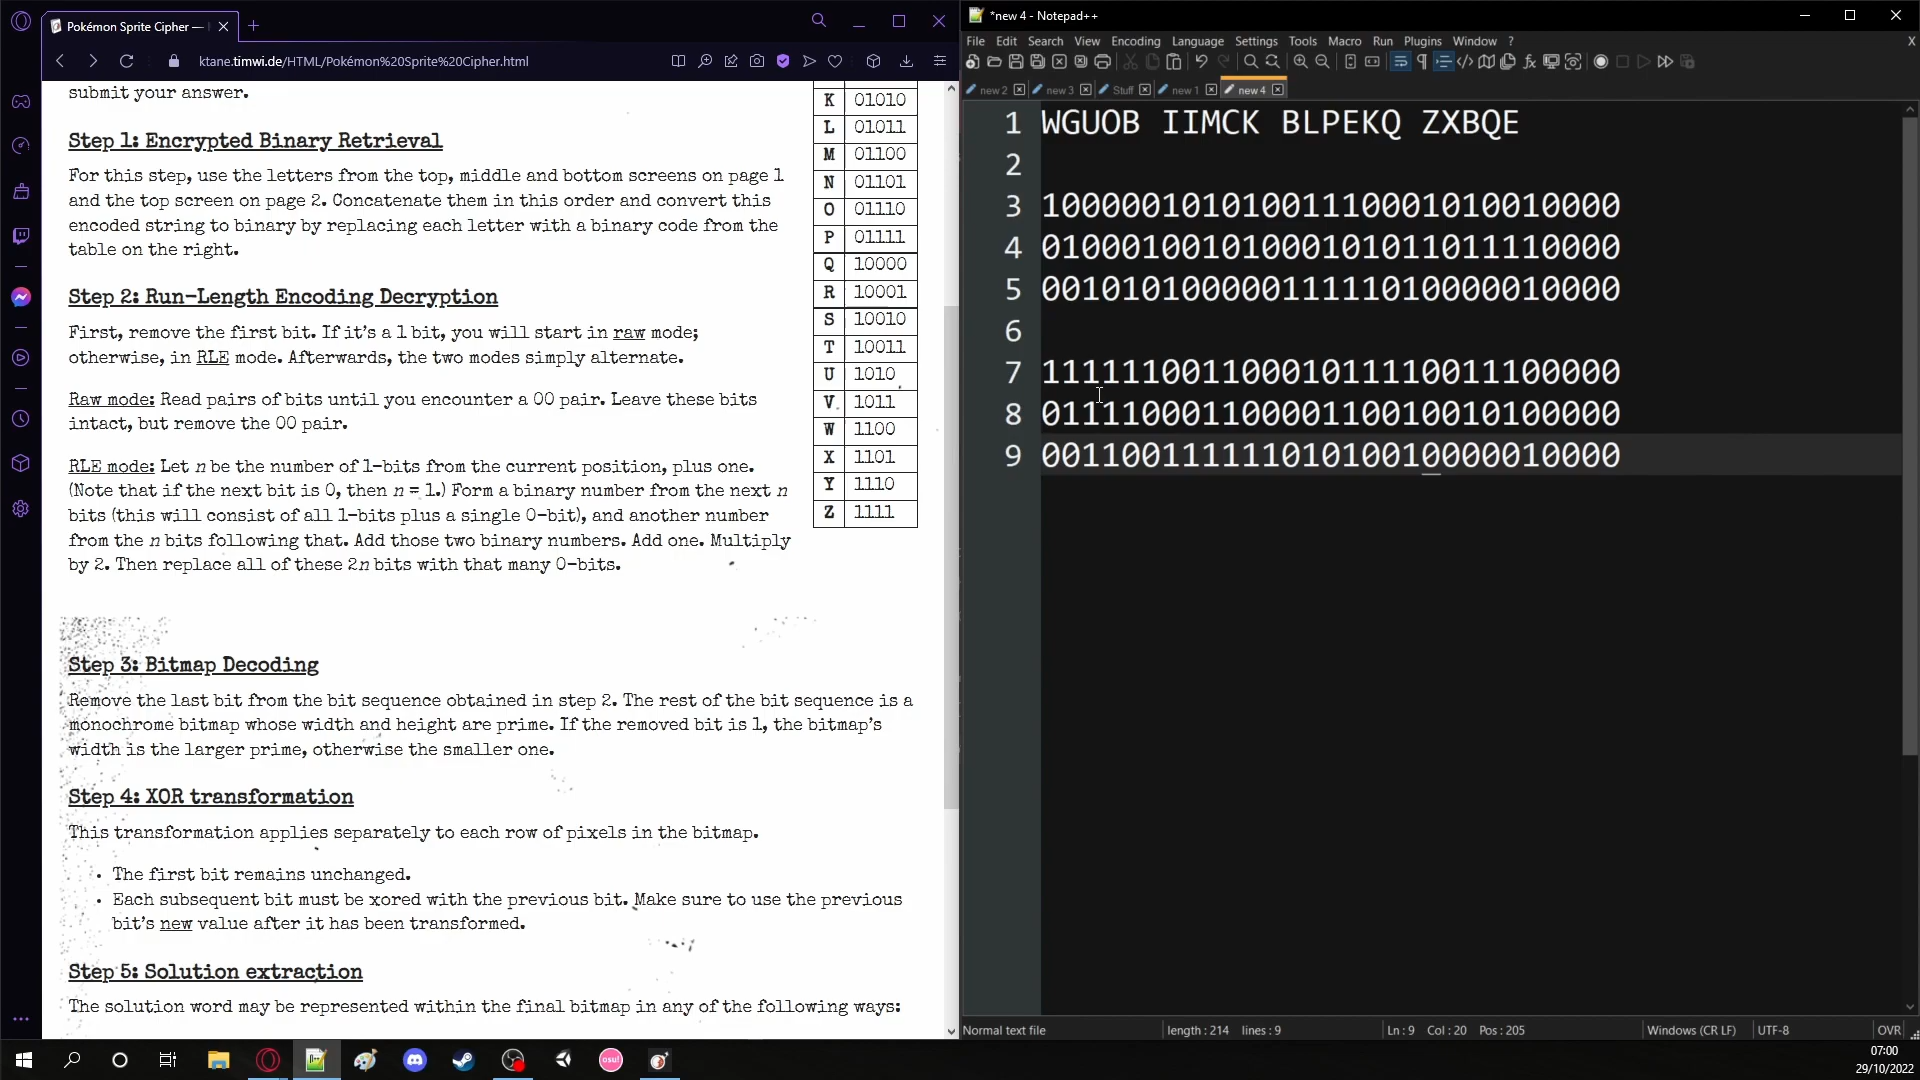 Pokémon Sprite Cipher —
ktane.timwi.de/HTML/Pokémon%20Sprite%20Cipher.html
submit your answer.
Step 1: Encrypted Binary Retrieval
For this step, use the letters from the top, middle and bottom screens on page 1
and the top screen on page 2. Concatenate them in this order and convert this
encoded string to binary by replacing each letter with a binary code from the
table on the right.
Step 2: Run-Length Encoding Decryption
First, remove the first bit. If it's a 1 bit, you will start in raw mode;
otherwise, in RLE mode. Afterwards, the two modes simply alternate.
Raw mode: Read pairs of bits until you encounter a 00 pair. Leave these bits
intact, but remove the 00 pair.
RLE mode: Let n be the number of 1-bits from the current position, plus one.
(Note that if the next bit is 0, then n = 1.) Form a binary number from the next n
bits (this will consist of all 1-bits plus a single 0-bit), and another number
from the n bits following that. Add those two binary numbers. Add one. Multiply
by 2. Then replace all of these 2n bits with that many 0-bits.
K 01010
L 01011
M 01100
N 01101
O 01110
P 01111
Q 10000
R 10001
S 10010
T 10011
U 1010
V 1011
W 1100
X 1101
Y 1110
Z 1111
Step 3: Bitmap Decoding
Remove the last bit from the bit sequence obtained in step 2. The rest of the bit sequence is a
monochrome bitmap whose width and height are prime. If the removed bit is 1, the bitmap's
width is the larger prime, otherwise the smaller one.
Step 4: XOR transformation
This transformation applies separately to each row of pixels in the bitmap.
• The first bit remains unchanged.
• Each subsequent bit must be xored with the previous bit. Make sure to use the previous
bit's new value after it has been transformed.
Step 5: Solution extraction
The solution word may be represented within the final bitmap in any of the following ways:
*new 4 - Notepad++
File Edit Search View Encoding Language Settings Tools Macro Run Plugins Window ? X
new 2 new 3 Stuff new 1 new 4
1 WGUOB IIMCK BLPEKQ ZXBQE
2
3 10000010101001110001010010000
4 01000100101000101011011110000
5 00101010000011111010000010000
6
7 11111100110001011110011100000
8 01111000110000110010010100000
9 00110011111101010010000010000
Normal text file length : 214 lines : 9 Ln : 9 Col : 20 Pos : 205 Windows (CR LF) UTF-8 OVR
osu!
07:00
29/10/2022